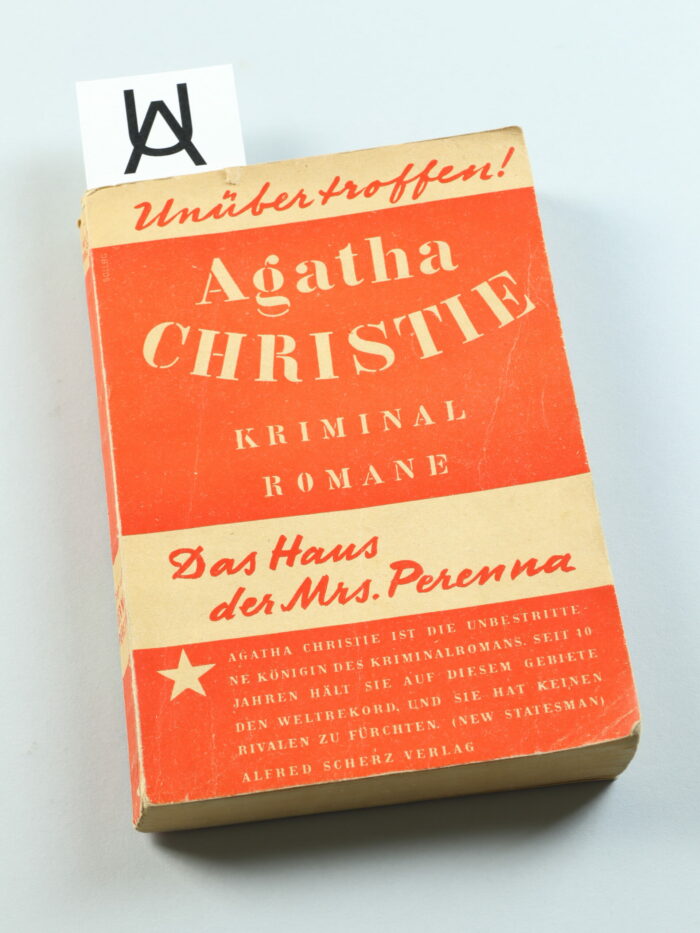 Unübertroffen!
Agatha
CHRISTIE
KRIMINAL
ROMANE
Das Haus
der Mrs. Perenna
AGATHA CHRISTIE IST DIE UNBESTRITTE-
NE KÖNIGIN DES KRIMINALROMANS. SEIT 10
JAHREN HÄLT SIE AUF DIESEM GEBIETE
DEN WELTREKORD, UND SIE HAT KEINEN
RIVALEN ZU FÜRCHTEN. (NEW STATESMAN)
ALFRED SCHERZ VERLAG